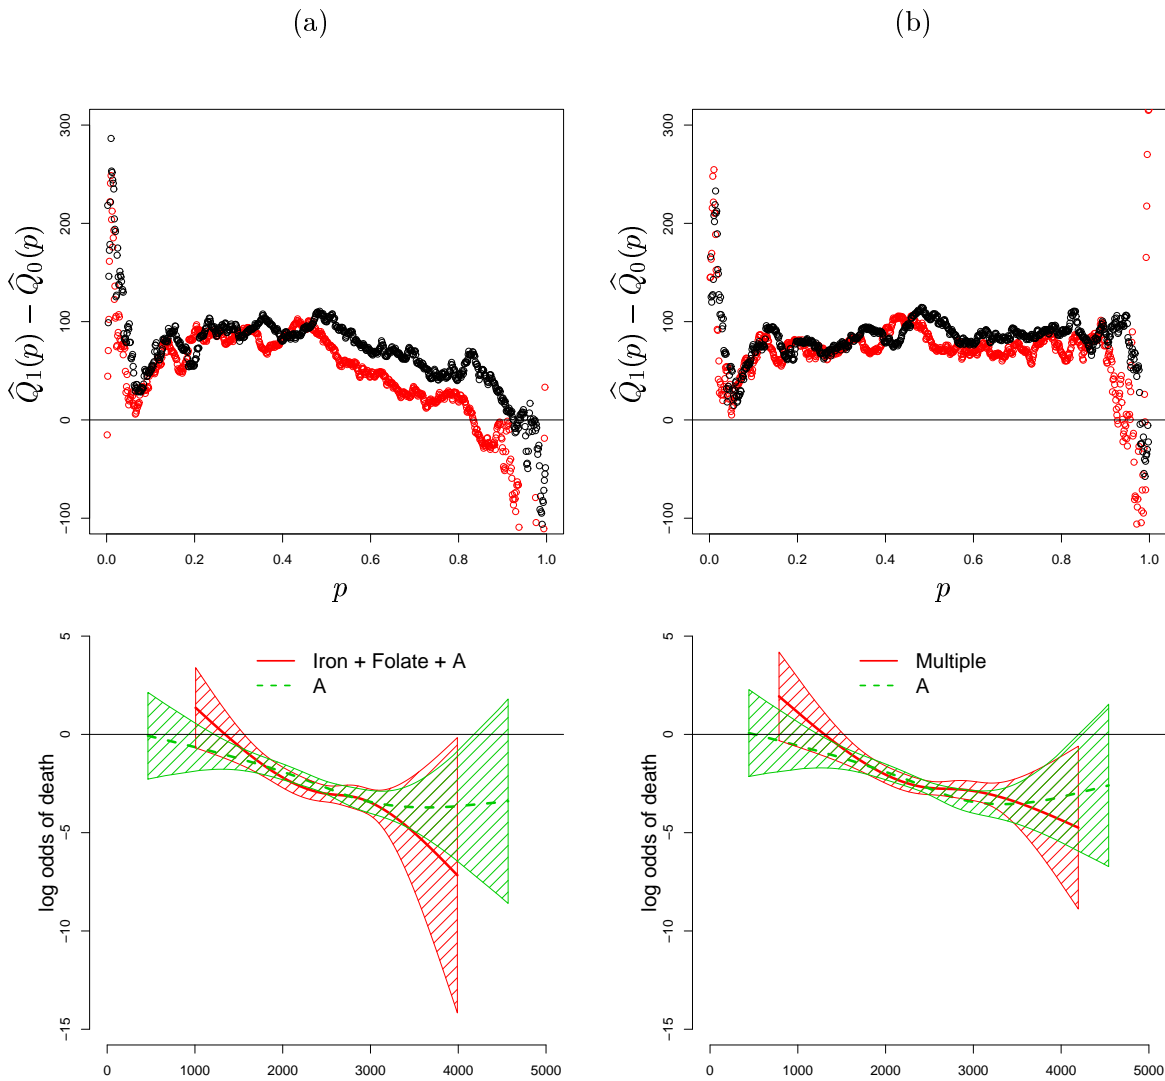 (a)
(b)
300
200
100
0
−100
Q̂₁(p) − Q̂₀(p)
0.0 0.2 0.4 0.6 0.8 1.0
p
300
200
100
0
−100
Q̂₁(p) − Q̂₀(p)
0.0 0.2 0.4 0.6 0.8 1.0
p
5
0
−5
−10
−15
log odds of death
Iron + Folate + A
A
0 1000 2000 3000 4000 5000
5
0
−5
−10
−15
log odds of death
Multiple
A
0 1000 2000 3000 4000 5000